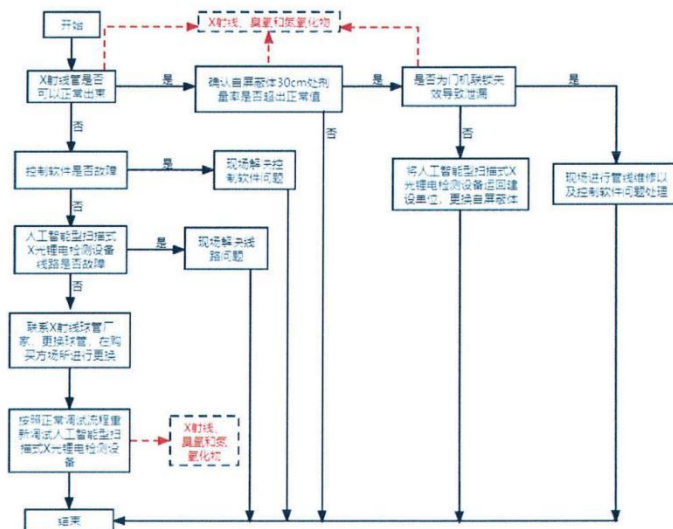 开始
X射线、臭氧和氮氧化物
X射线管是否
可以正常出束
是
确认自屏蔽体30cm处剂
量率是否超出正常值
是
是否为门机联锁失
效导致泄漏
是
否
否
否
控制软件是否故障
是
现场解决控
制软件问题
将人工智能型扫描式X
光锂电检测设备运回建
设单位，更换自屏蔽体
现场进行管线维修以
及控制软件问题处理
否
人工智能型扫描式
X光锂电检测设备
线路是否故障
是
现场解决线
路问题
否
联系X射线球管厂
家，更换球管，在购
买方场所进行更换
按照正常调试流程重
新调试人工智能型扫
描式X光锂电检测设
备
X射线、
臭氧和氮
氧化物
结束